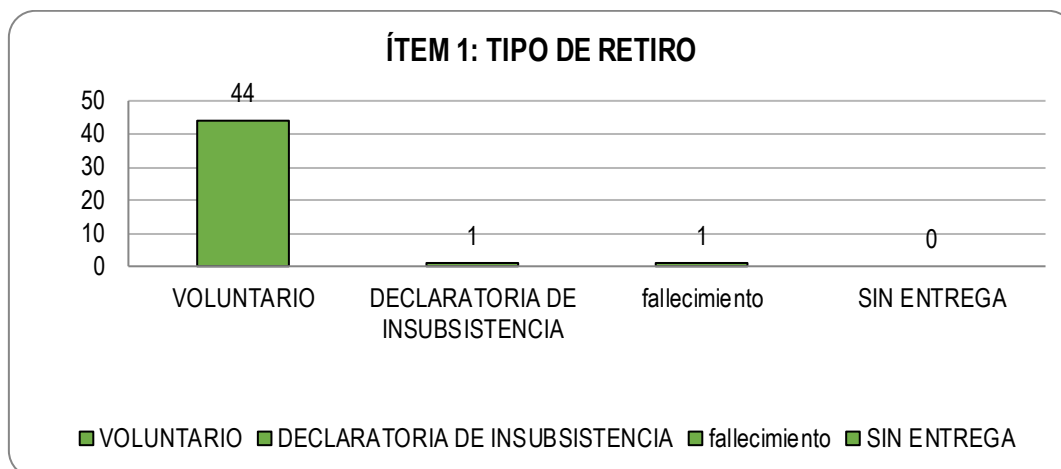 ÍTEM 1: TIPO DE RETIRO
50
40
30
20
10
0
44
1
1
0
VOLUNTARIO
DECLARATORIA DE
INSUBSISTENCIA
fallecimiento
SIN ENTREGA
VOLUNTARIO DECLARATORIA DE INSUBSISTENCIA fallecimiento SIN ENTREGA